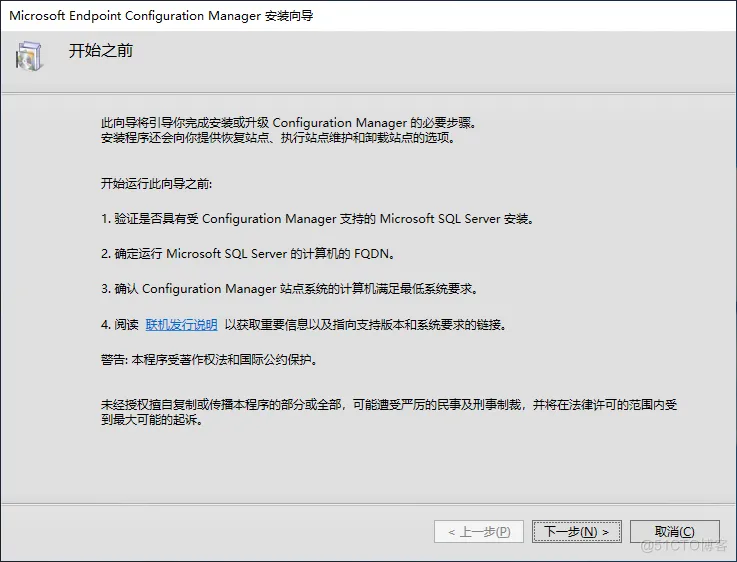 Microsoft Endpoint Configuration Manager 安装向导
开始之前
此向导将引导你完成安装或升级 Configuration Manager 的必要步骤。
安装程序还会向你提供恢复站点、执行站点维护和卸载站点的选项。
开始运行此向导之前:
1. 验证是否具有受 Configuration Manager 支持的 Microsoft SQL Server 安装。
2. 确定运行 Microsoft SQL Server 的计算机的 FQDN。
3. 确认 Configuration Manager 站点系统的计算机满足最低系统要求。
4. 阅读 联机发行说明 以获取重要信息以及指向支持版本和系统要求的链接。
警告: 本程序受著作权法和国际公约保护。
未经授权擅自复制或传播本程序的部分或全部，可能遭受严厉的民事及刑事制裁，并将在法律许可的范围内受
到最大可能的起诉。
< 上一步(P) 下一步(N) > 取消(C)
@51CTO博客